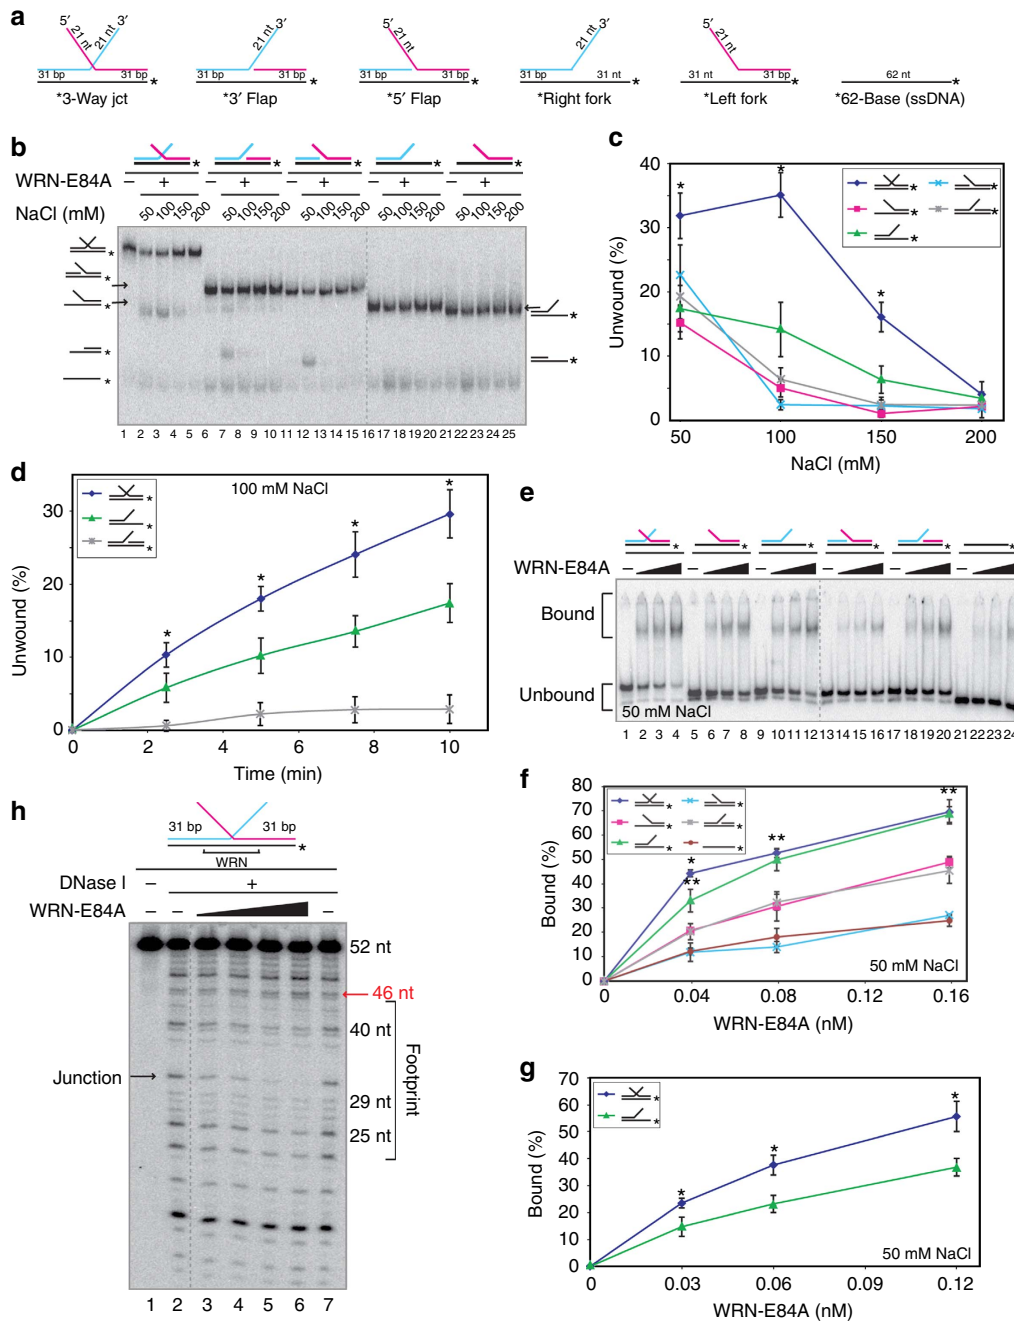 a
5′ 21 nt 21 nt 3′
31 bp 31 bp
*
*3-Way jct
21 nt 3′
31 bp 31 bp
*
*3′ Flap
5′ 21 nt
31 bp 31 bp
*
*5′ Flap
21 nt 3′
31 bp 31 nt
*
*Right fork
5′ 21 nt
31 nt 31 bp
*
*Left fork
62 nt
*
*62-Base (ssDNA)
b
* * * * *
WRN-E84A − + − + − + − + − +
NaCl (mM) 50 100 150 200 50 100 150 200 50 100 150 200 50 100 150 200 50 100 150 200
* * * * *
* *
1 2 3 4 5 6 7 8 9 10 11 12 13 14 15 16 17 18 19 20 21 22 23 24 25
c
Unwound (%)
40
30
20
10
0
50 100 150 200
NaCl (mM)
* * *
* * * * *
d
100 mM NaCl
Unwound (%)
30
20
10
0
0 2 4 6 8 10
Time (min)
* * * *
* * *
e
* * * * * *
WRN-E84A − − − − − −
Bound
Unbound
50 mM NaCl
1 2 3 4 5 6 7 8 9 10 11 12 13 14 15 16 17 18 19 20 21 22 23 24
f
Bound (%)
80
70
60
50
40
30
20
10
0
0 0.04 0.08 0.12 0.16
WRN-E84A (nM)
50 mM NaCl
* ** ** **
* * * * * *
g
Bound (%)
70
60
50
40
30
20
10
0
0 0.03 0.06 0.09 0.12
WRN-E84A (nM)
50 mM NaCl
* * *
* *
h
31 bp 31 bp
*
WRN
DNase I − +
WRN-E84A − − −
52 nt
46 nt
40 nt
Junction
29 nt
25 nt
Footprint
1 2 3 4 5 6 7